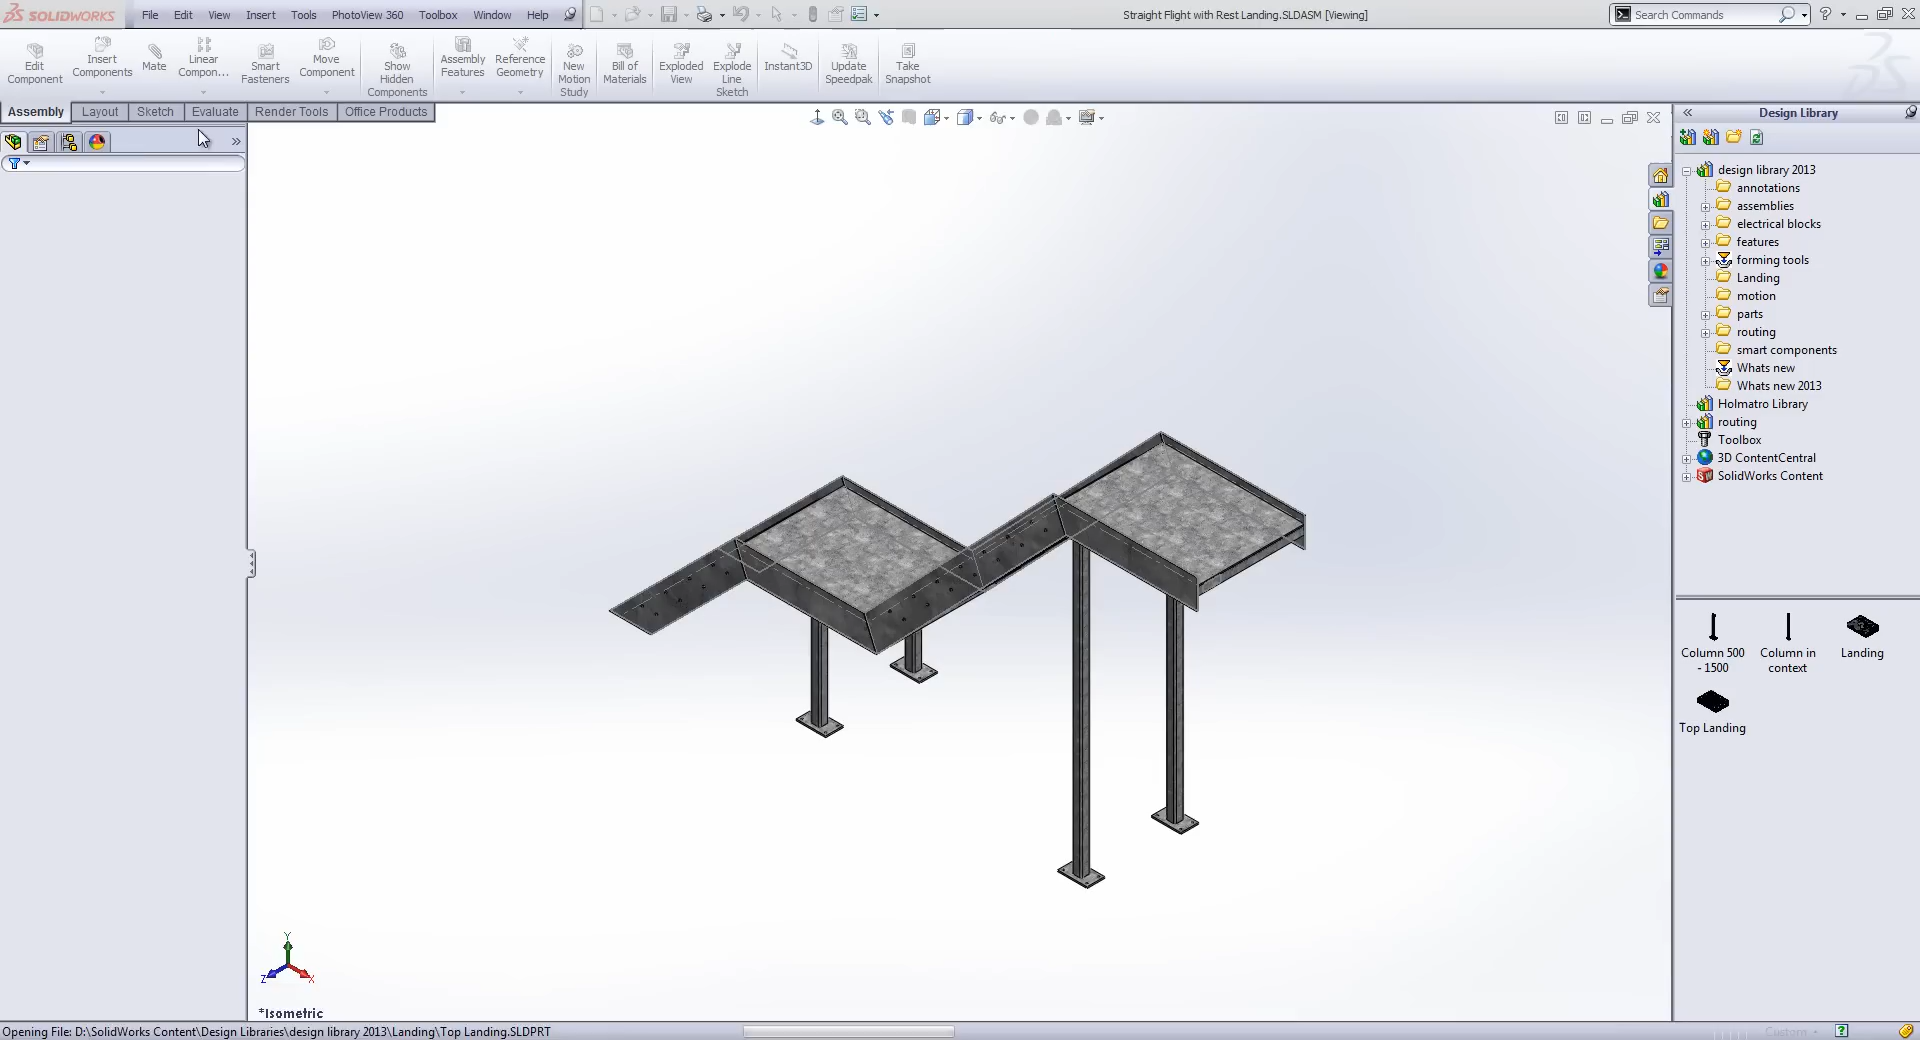 SOLIDWORKS File Edit View Insert Tools PhotoView 360 Toolbox Window Help Straight Flight with Rest Landing.SLDASM [Viewing] Search Commands
Edit Component
Insert Components
Mate
Linear Compon...
Smart Fasteners
Move Component
Show Hidden Components
Assembly Features
Reference Geometry
New Motion Study
Bill of Materials
Exploded View
Explode Line Sketch
Instant3D
Update Speedpak
Take Snapshot
Assembly Layout Sketch Evaluate Render Tools Office Products
Design Library
design library 2013
annotations
assemblies
electrical blocks
features
forming tools
Landing
motion
parts
routing
smart components
Whats new
Whats new 2013
Holmatro Library
routing
Toolbox
3D ContentCentral
SolidWorks Content
Column 500 - 1500
Column in context
Landing
Top Landing
Y
Z X
*Isometric
Opening File: D:\SolidWorks Content\Design Libraries\design library 2013\Landing\Top Landing.SLDPRT Custom